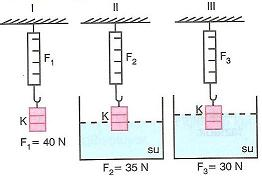 I
II
III
F₁
F₂
F₃
K
K
K
su
su
F₁ = 40 N
F₂ = 35 N
F₃ = 30 N